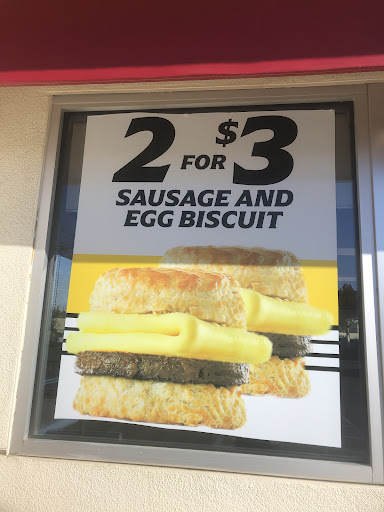 2 FOR $3
SAUSAGE AND
EGG BISCUIT